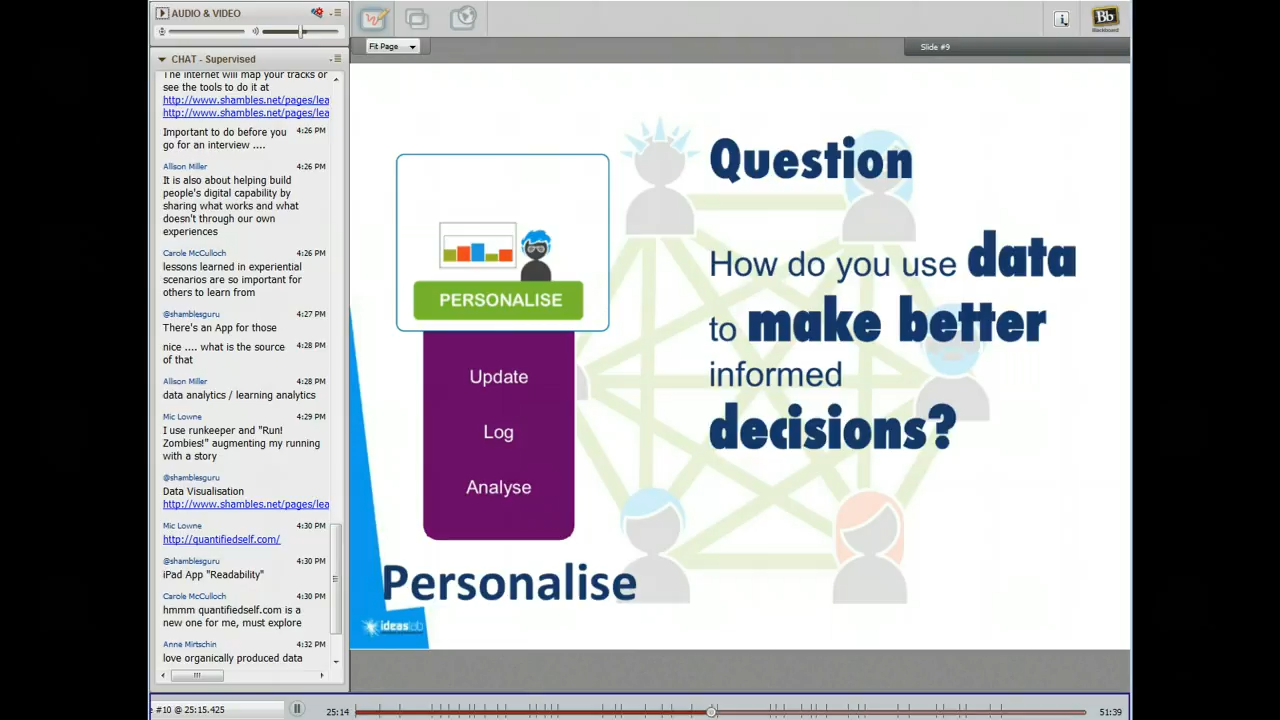 AUDIO & VIDEO
CHAT - Supervised
The internet will map your tracks or
see the tools to do it at
http://www.shambles.net/pages/lea
http://www.shambles.net/pages/lea
Important to do before you 4:26 PM
go for an interview ....
Allison Miller 4:26 PM
It is also about helping build
people's digital capability by
sharing what works and what
doesn't through our own
experiences
Carole McCulloch 4:26 PM
lessons learned in experiential
scenarios are so important for
others to learn from
@shamblesguru 4:27 PM
There's an App for those
nice .... what is the source 4:28 PM
of that
Allison Miller 4:28 PM
data analytics / learning analytics
Mic Lowne 4:29 PM
I use runkeeper and "Run!
Zombies!" augmenting my running
with a story
@shamblesguru
Data Visualisation
http://www.shambles.net/pages/lea
Mic Lowne 4:30 PM
http://quantifiedself.com/
@shamblesguru 4:30 PM
iPad App "Readability"
Carole McCulloch 4:30 PM
hmmm quantifiedself.com is a
new one for me, must explore
Anne Mirtschin 4:32 PM
love organically produced data
Fit Page
Slide #9
Bb
Blackboard
PERSONALISE
Update
Log
Analyse
Personalise
ideaslab
Question
How do you use data
to make better
informed
decisions?
#10 @ 25:15.425
25:14
51:39